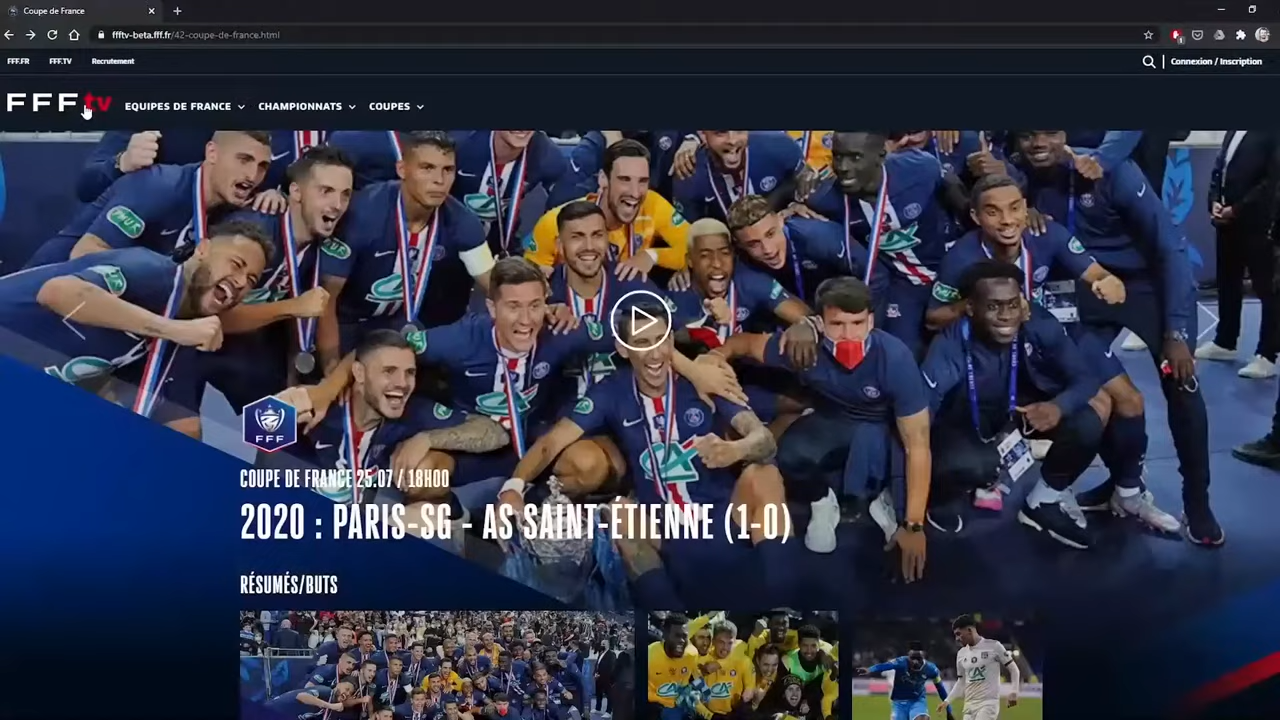 Coupe de France
ffftv-beta.fff.fr/42-coupe-de-france.html
FFF.FR FFF.TV Recrutement
Connexion / Inscription
FFFtv EQUIPES DE FRANCE CHAMPIONNATS COUPES
PMUR
FFF
COUPE DE FRANCE 25.07 / 18H00
2020 : PARIS-SG - AS SAINT-ÉTIENNE (1-0)
RÉSUMÉS/BUTS